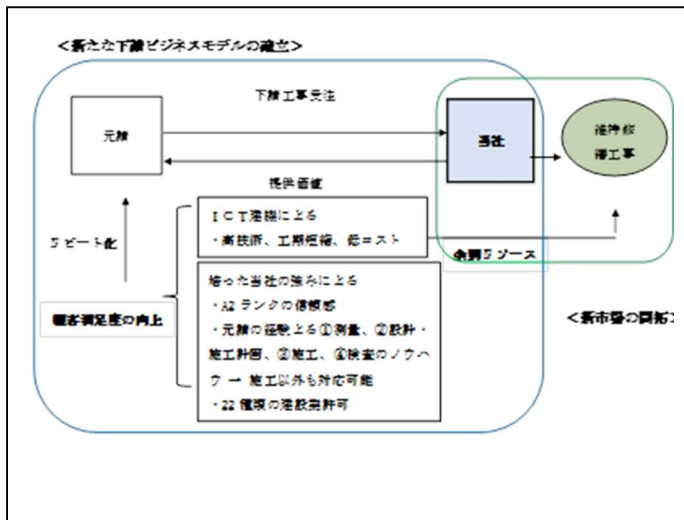 <新たな下請ビジネスモデルの確立>
下請工事受注
元請
当社
維持修
繕工事
提供価値
ICT建機による
・高技術、工期短縮、低コスト
リピート化
余剰リソース
培った当社の強みによる
・A2ランクの信頼感
・元請の経験よる①測量、②設計・
施工計画、③施工、④検査のノウハ
ウ→ 施工以外も対応可能
・22種類の建設業許可
顧客満足度の向上
<新市場の開拓>